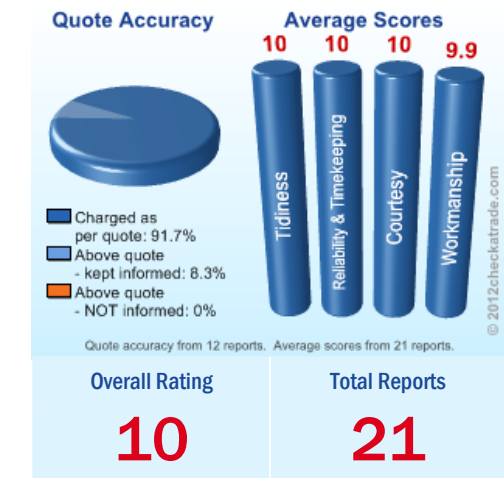 Quote Accuracy
Average Scores
10
10
10
9.9
Tidiness
Reliability & Timekeeping
Courtesy
Workmanship
Charged as
per quote: 91.7%
Above quote
- kept informed: 8.3%
Above quote
- NOT informed: 0%
© 2012checkatrade.com
Quote accuracy from 12 reports. Average scores from 21 reports.
Overall Rating
10
Total Reports
21